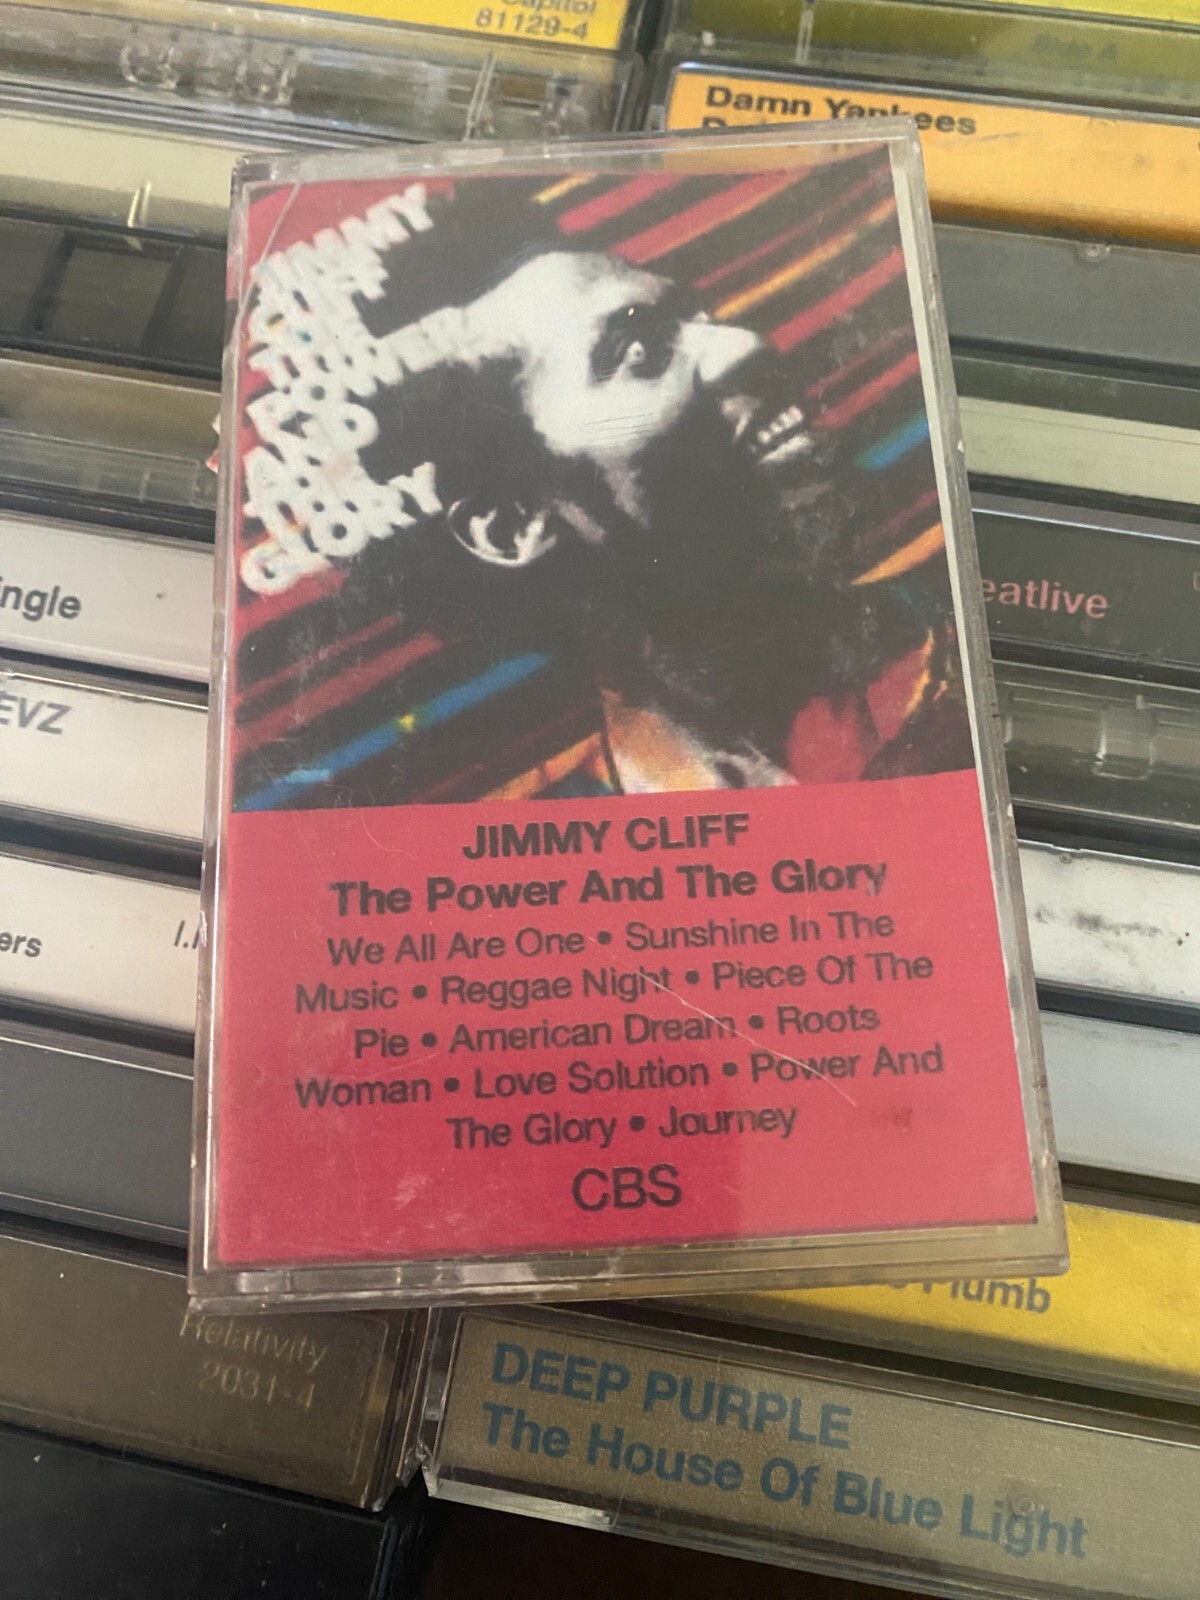 Capitol
81129-4
Side A
Damn Yankees
JIMMY
CLIFF
THE
POWER
AND
THE
GLORY
ingle
eatlive
EVZ
ers
JIMMY CLIFF
The Power And The Glory
We All Are One • Sunshine In The
Music • Reggae Night • Piece Of The
Pie • American Dream • Roots
Woman • Love Solution • Power And
The Glory • Journey
CBS
Plumb
Relativity
2031-4
DEEP PURPLE
The House Of Blue Light